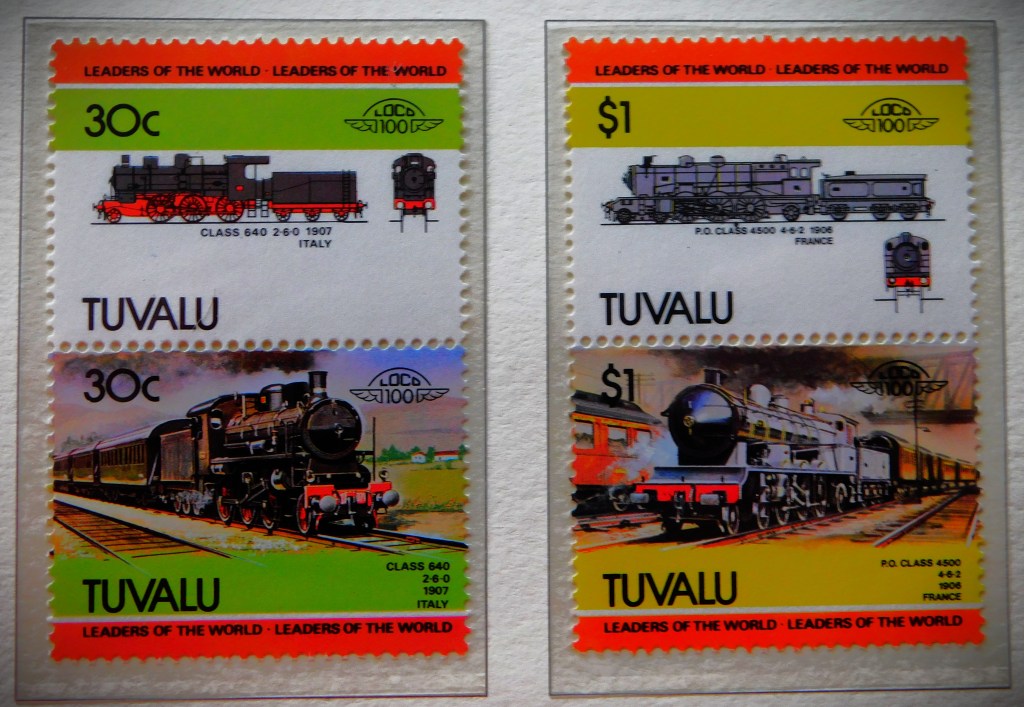 LEADERS OF THE WORLD · LEADERS OF THE WORLD
30c
LOCO
100
CLASS 640 2·6·0 1907
ITALY
TUVALU
30c
LOCO
100
CLASS 640
2·6·0
1907
ITALY
TUVALU
LEADERS OF THE WORLD · LEADERS OF THE WORLD
LEADERS OF THE WORLD · LEADERS OF THE WORLD
$1
LOCO
100
P.O. CLASS 4500 4·6·2 1906
FRANCE
TUVALU
$1
LOCO
100
P.O. CLASS 4500
4·6·2
1906
FRANCE
TUVALU
LEADERS OF THE WORLD · LEADERS OF THE WORLD